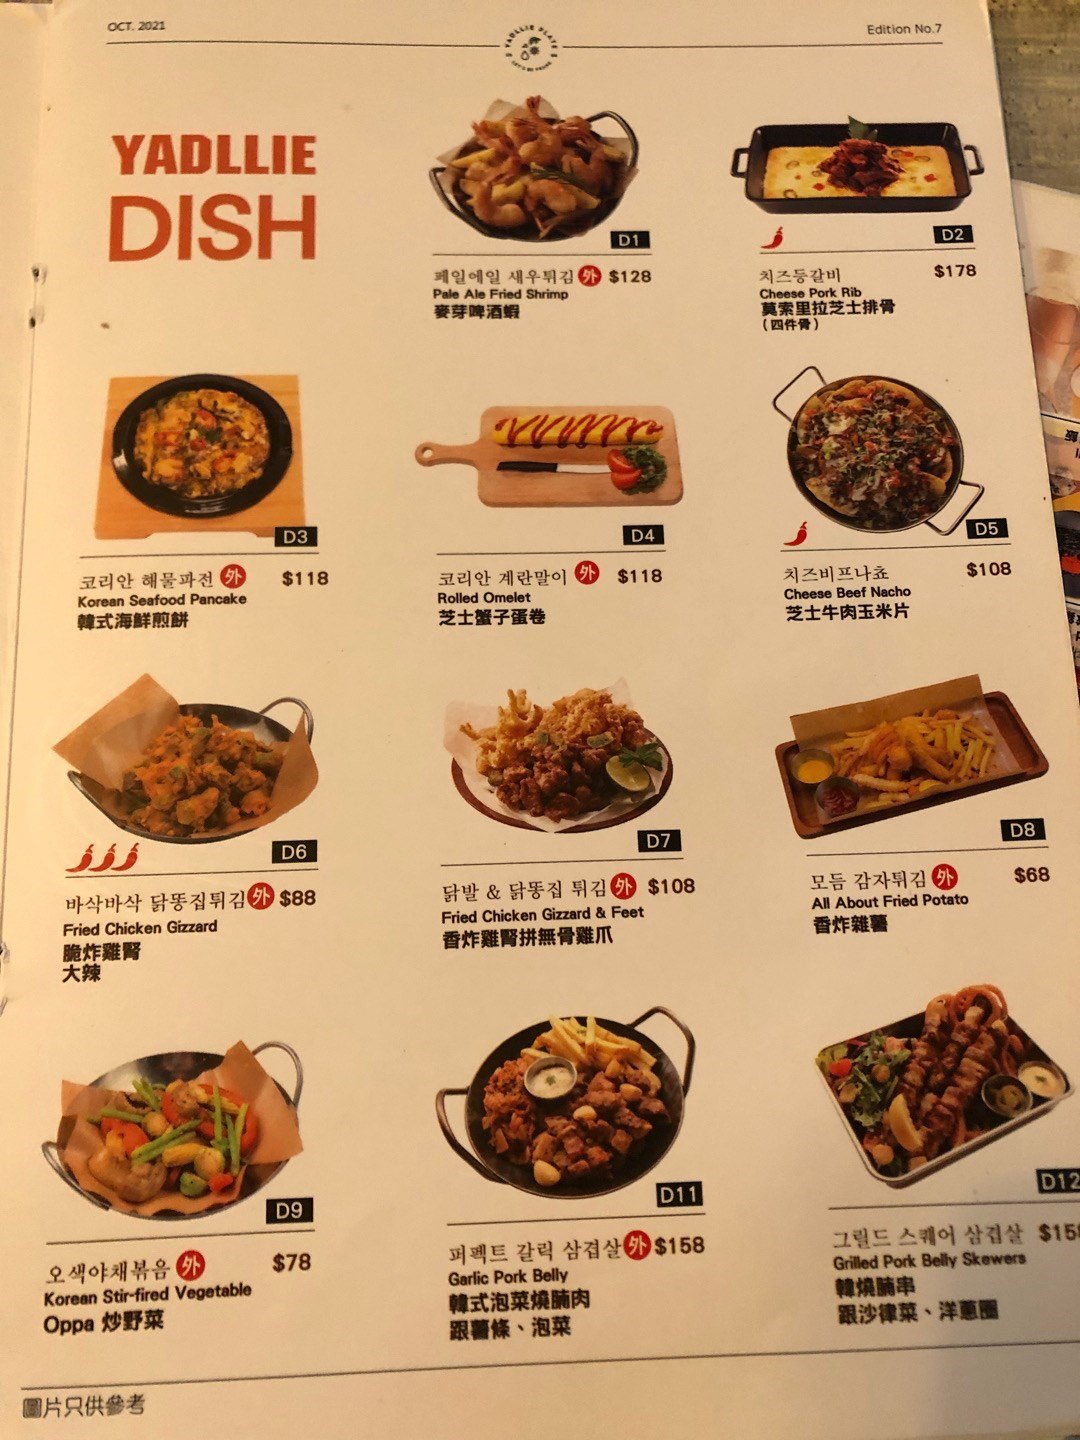 OCT. 2021
YADLLIE PLATE
Edition No.7
YADLLIE
DISH
D1
페일에일 새우튀김 外 $128
Pale Ale Fried Shrimp
麥芽啤酒蝦
D2
치즈등갈비 $178
Cheese Pork Rib
莫索里拉芝士排骨
(四件骨)
D3
코리안 해물파전 外 $118
Korean Seafood Pancake
韓式海鮮煎餅
D4
코리안 계란말이 外 $118
Rolled Omelet
芝士蟹子蛋卷
D5
치즈비프나쵸 $108
Cheese Beef Nacho
芝士牛肉玉米片
D6
바삭바삭 닭똥집튀김 外 $88
Fried Chicken Gizzard
脆炸雞腎
大辣
D7
닭발 & 닭똥집 튀김 外 $108
Fried Chicken Gizzard & Feet
香炸雞腎拼無骨雞爪
D8
모듬 감자튀김 外 $68
All About Fried Potato
香炸雜薯
D9
오색야채볶음 外 $78
Korean Stir-fired Vegetable
Oppa 炒野菜
D11
퍼펙트 갈릭 삼겹살 外 $158
Garlic Pork Belly
韓式泡菜燒腩肉
跟薯條、泡菜
D12
그릴드 스퀘어 삼겹살
Grilled Pork Belly Skewers
韓燒腩串
跟沙律菜、洋蔥圈
圖片只供參考